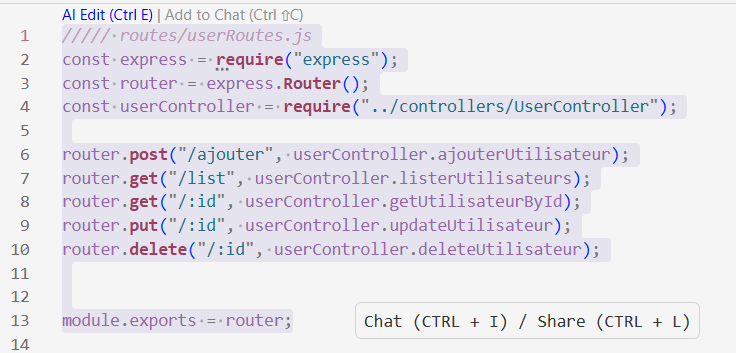 AI Edit (Ctrl E) | Add to Chat (Ctrl ⇧C)
1 ///// routes/userRoutes.js
2 const express = require("express");
3 const router = express.Router();
4 const userController = require("../controllers/UserController");
5
6 router.post("/ajouter", userController.ajouterUtilisateur);
7 router.get("/list", userController.listerUtilisateurs);
8 router.get("/:id", userController.getUtilisateurById);
9 router.put("/:id", userController.updateUtilisateur);
10 router.delete("/:id", userController.deleteUtilisateur);
11
12
13 module.exports = router;
Chat (CTRL + I) / Share (CTRL + L)
14